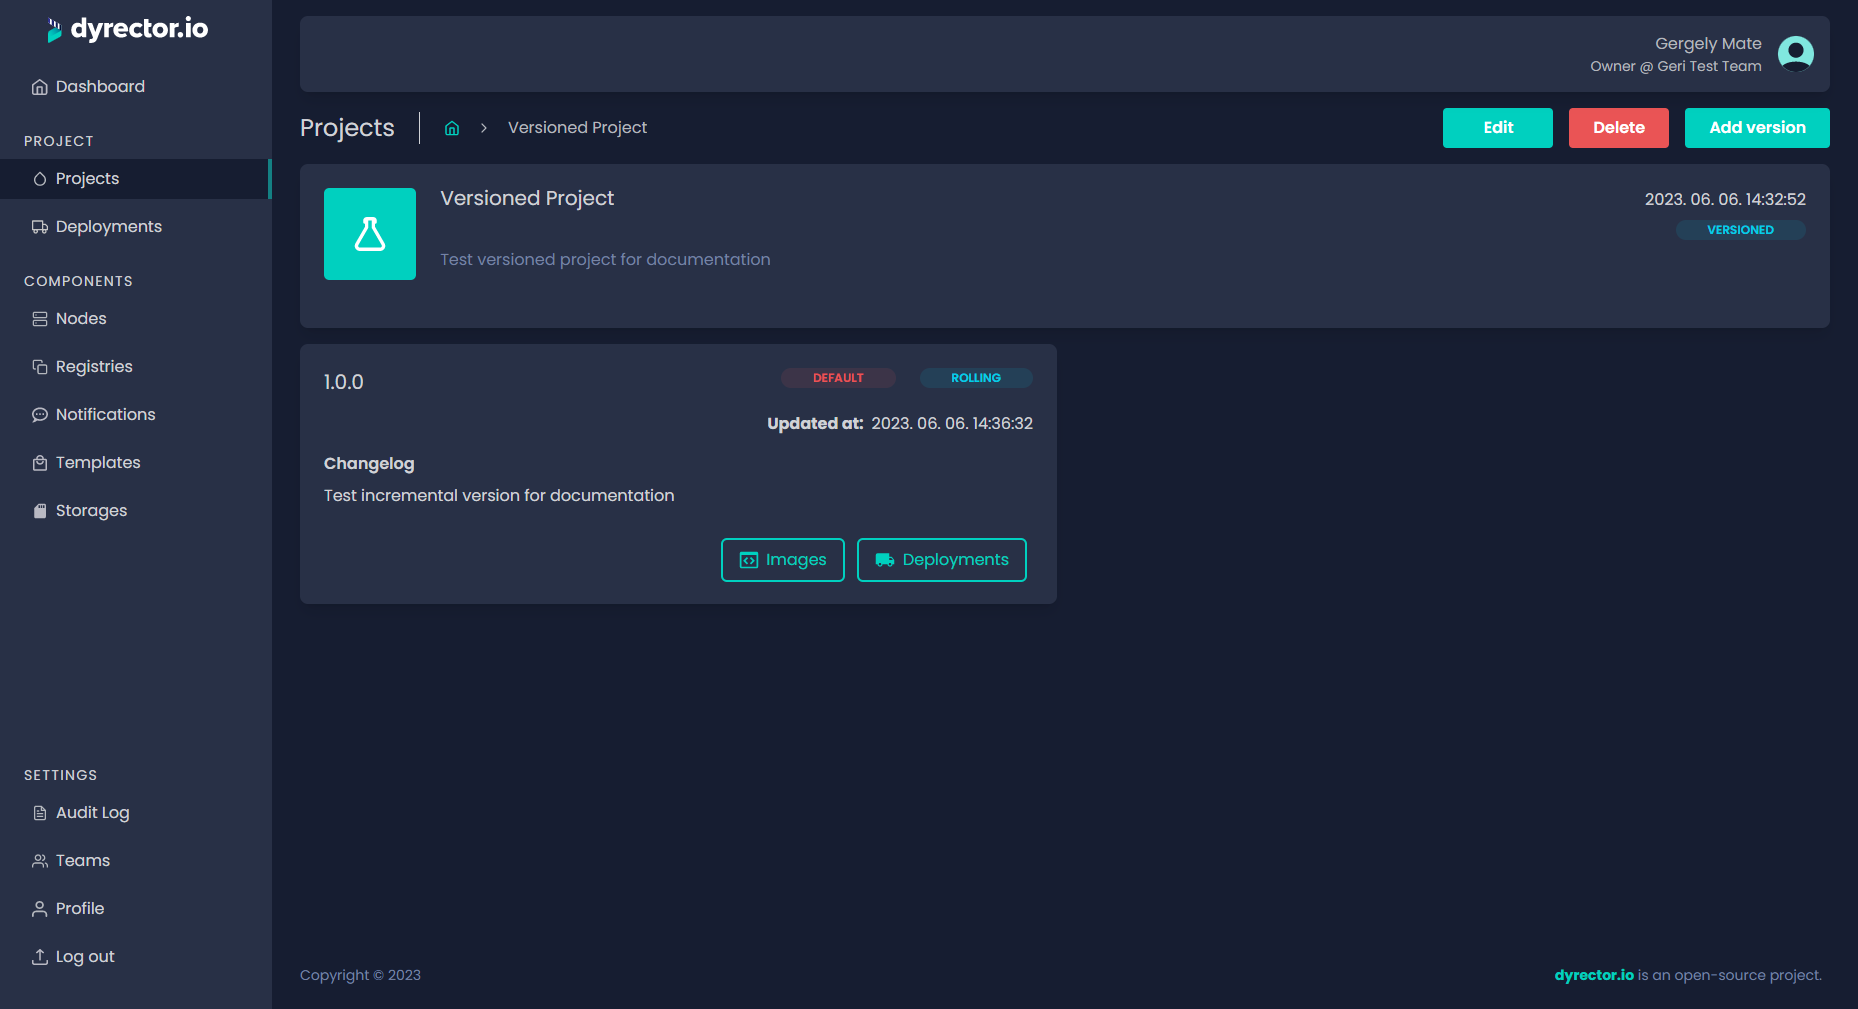 dyrector.io
Dashboard
PROJECT
Projects
Deployments
COMPONENTS
Nodes
Registries
Notifications
Templates
Storages
SETTINGS
Audit Log
Teams
Profile
Log out
Gergely Mate
Owner @ Geri Test Team
Projects
Versioned Project
Edit
Delete
Add version
Versioned Project
2023. 06. 06. 14:32:52
VERSIONED
Test versioned project for documentation
1.0.0
DEFAULT
ROLLING
Updated at: 2023. 06. 06. 14:36:32
Changelog
Test incremental version for documentation
Images
Deployments
Copyright © 2023
dyrector.io is an open-source project.